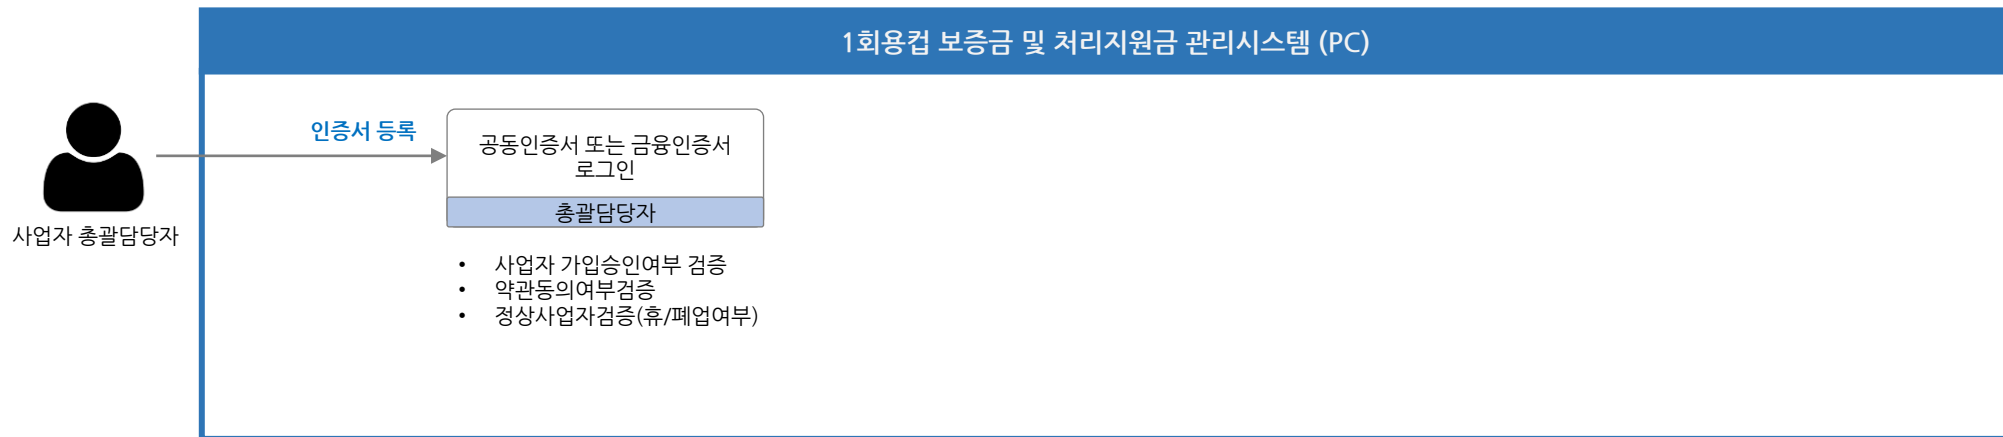 1회용컵 보증금 및 처리지원금 관리시스템 (PC)
인증서 등록
공동인증서 또는 금융인증서
로그인
총괄담당자
사업자 총괄담당자
• 사업자 가입승인여부 검증
• 약관동의여부검증
• 정상사업자검증(휴/폐업여부)